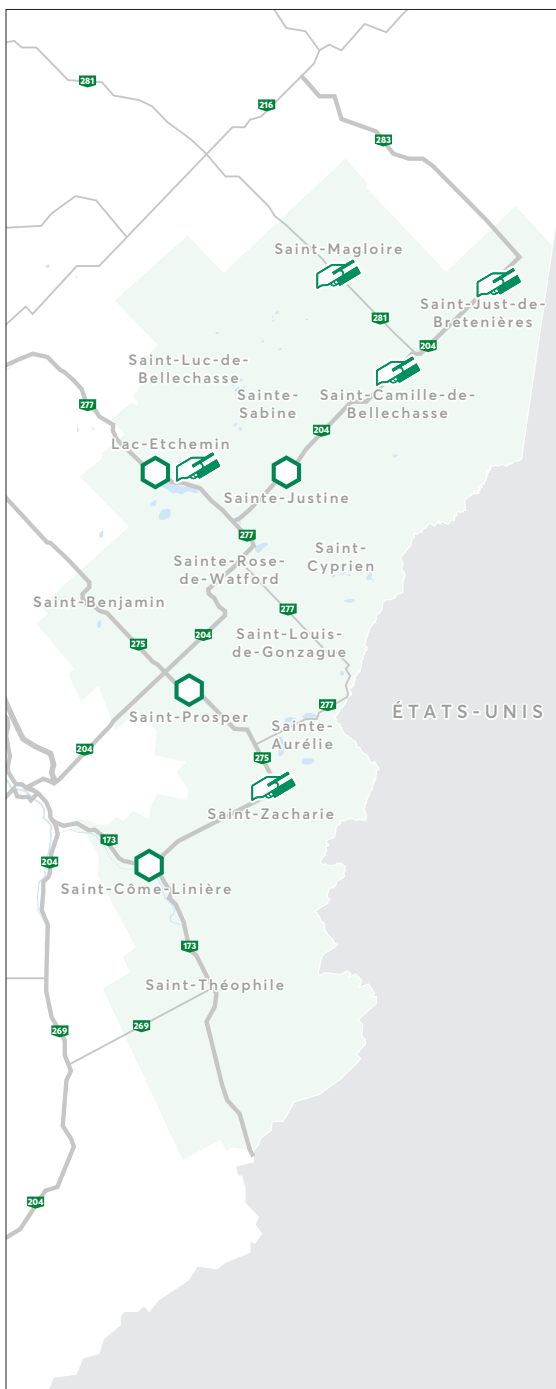 281
216
283
Saint-Magloire
Saint-Just-de-
Bretenières
281
204
Saint-Luc-de-
Bellechasse
Sainte-
Sabine
Saint-Camille-de-
Bellechasse
277
204
Lac-Etchemin
Sainte-Justine
277
Sainte-Rose-
de-Watford
Saint-
Cyprien
Saint-Benjamin
277
204
275
Saint-Louis-
de-Gonzague
277
Saint-Prosper
ÉTATS-UNIS
Sainte-
Aurélie
204
275
Saint-Zacharie
173
204
Saint-Côme-Linière
173
Saint-Théophile
269
269
204